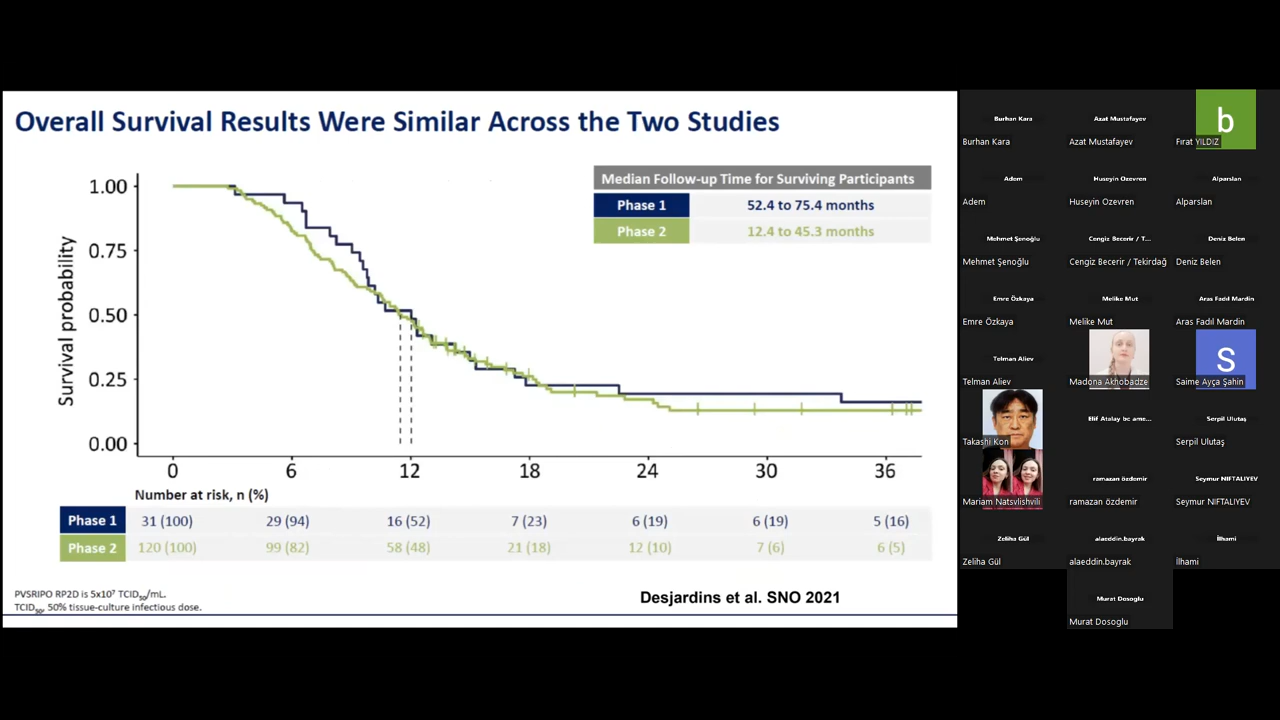 Overall Survival Results Were Similar Across the Two Studies
Median Follow-up Time for Surviving Participants
Phase 1 52.4 to 75.4 months
Phase 2 12.4 to 45.3 months
Survival probability
1.00
0.75
0.50
0.25
0.00
0 6 12 18 24 30 36
Number at risk, n (%)
Phase 1 31 (100) 29 (94) 16 (52) 7 (23) 6 (19) 6 (19) 5 (16)
Phase 2 120 (100) 99 (82) 58 (48) 21 (18) 12 (10) 7 (6) 6 (5)
PVSRIPO RP2D is 5x10⁷ TCID₅₀/mL.
TCID₅₀, 50% tissue-culture infectious dose.
Desjardins et al. SNO 2021
Burhan Kara
Burhan Kara
Azat Mustafayev
Azat Mustafayev
b
Fırat YILDIZ
Adem
Adem
Huseyin Ozevren
Huseyin Ozevren
Alparslan
Alparslan
Mehmet Şenoğlu
Mehmet Şenoğlu
Cengiz Becerir / T...
Cengiz Becerir / Tekirdağ
Deniz Belen
Deniz Belen
Emre Özkaya
Emre Özkaya
Melike Mut
Melike Mut
Aras Fadıl Mardin
Aras Fadıl Mardin
Telman Aliev
Telman Aliev
Madona Akhobadze
S
Saime Ayça Şahin
Takashi Kon
Elif Atalay bc ame...
Serpil Ulutaş
Serpil Ulutaş
Mariam Natsvlishvili
ramazan özdemir
ramazan özdemir
Seymur NIFTALIYEV
Seymur NIFTALIYEV
Zeliha Gül
Zeliha Gül
alaeddin.bayrak
alaeddin.bayrak
İlhami
İlhami
Murat Dosoglu
Murat Dosoglu